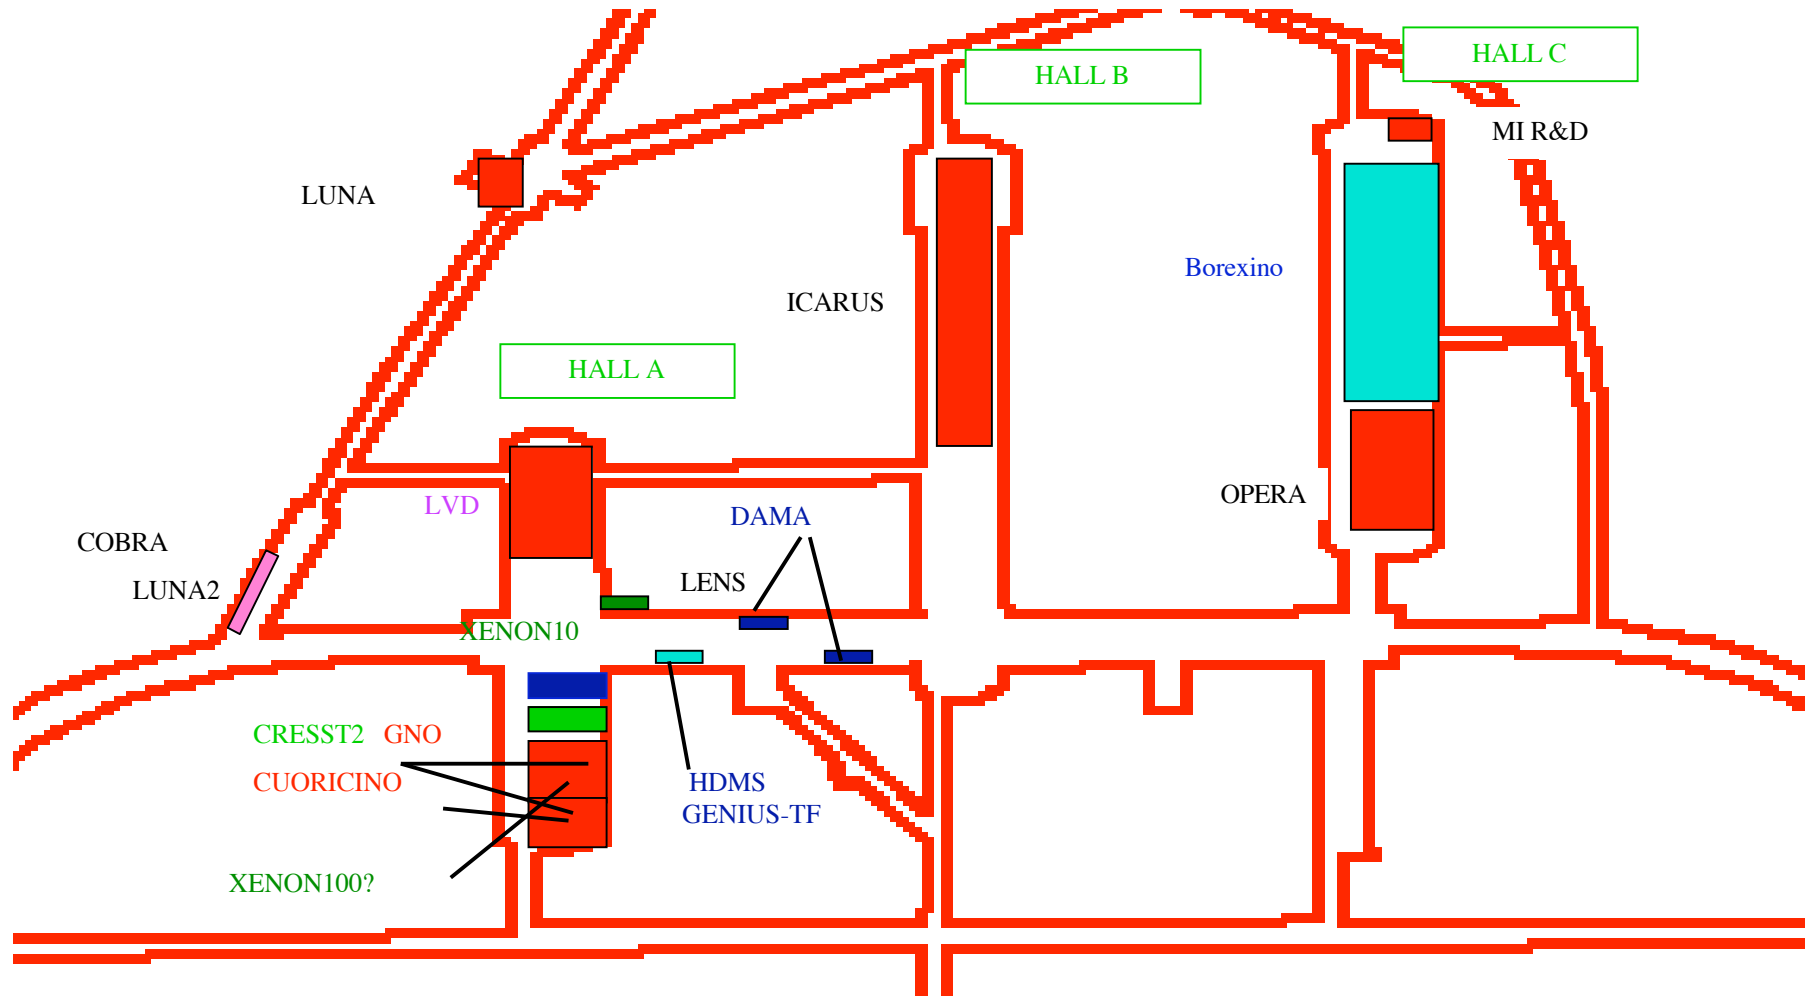 HALL C
HALL B
MI R&D
LUNA
Borexino
ICARUS
HALL A
OPERA
LVD
DAMA
COBRA
LENS
LUNA2
XENON10
CRESST2 GNO
CUORICINO
HDMS
GENIUS-TF
XENON100?